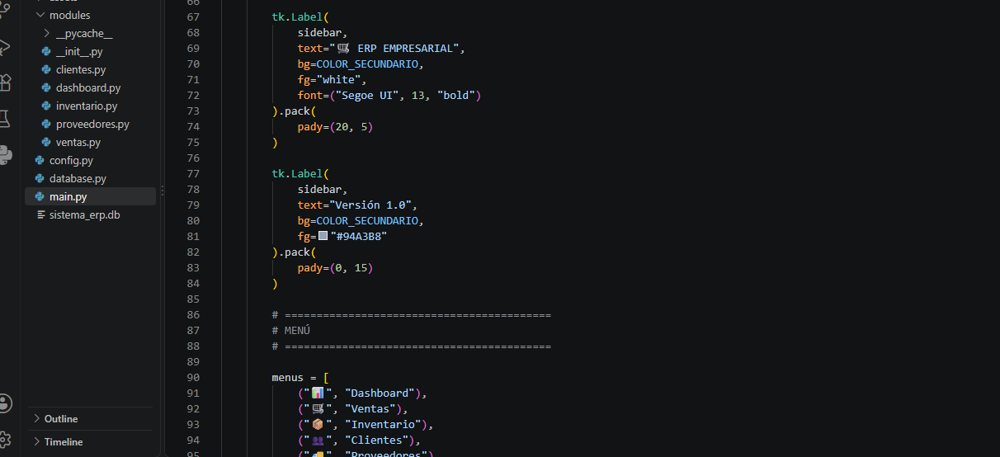 modules
__pycache__
__init__.py
clientes.py
dashboard.py
inventario.py
proveedores.py
ventas.py
config.py
database.py
main.py
sistema_erp.db
Outline
Timeline
66
67 tk.Label(
68 sidebar,
69 text="🛒 ERP EMPRESARIAL",
70 bg=COLOR_SECUNDARIO,
71 fg="white",
72 font=("Segoe UI", 13, "bold")
73 ).pack(
74 pady=(20, 5)
75 )
76
77 tk.Label(
78 sidebar,
79 text="Versión 1.0",
80 bg=COLOR_SECUNDARIO,
81 fg="#94A3B8"
82 ).pack(
83 pady=(0, 15)
84 )
85
86 # ==========================================
87 # MENÚ
88 # ==========================================
89
90 menus = [
91 ("📊", "Dashboard"),
92 ("🛒", "Ventas"),
93 ("📦", "Inventario"),
94 ("👥", "Clientes"),
95 ("🚚", "Proveedores")